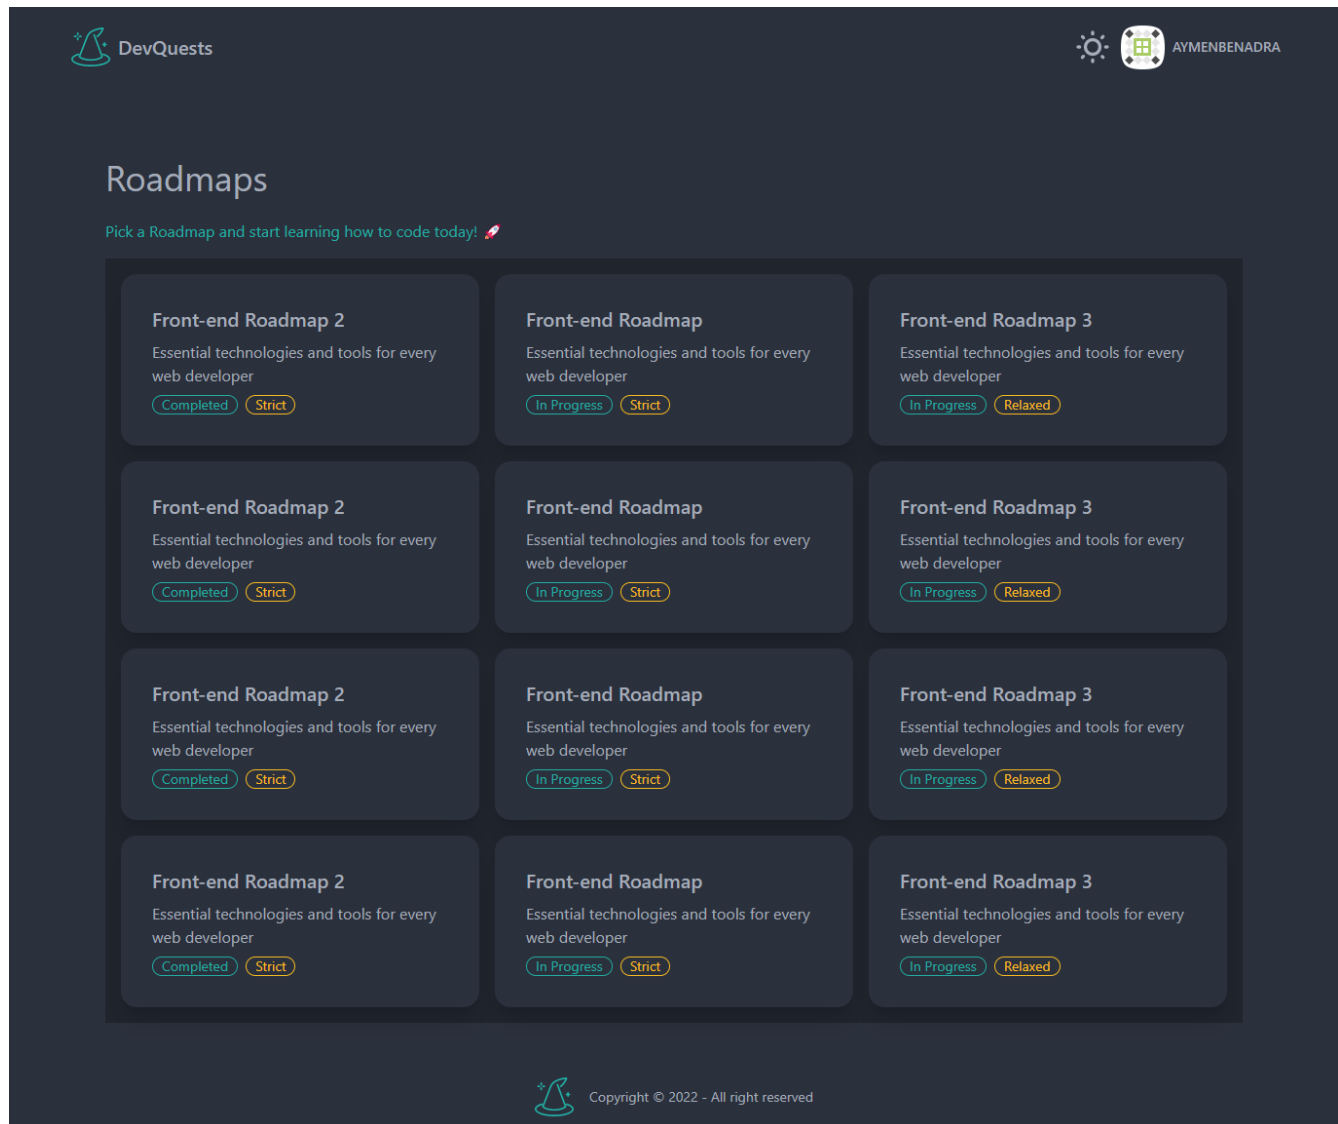 DevQuests
AYMENBENADRA
Roadmaps
Pick a Roadmap and start learning how to code today! 🚀
Front-end Roadmap 2
Essential technologies and tools for every
web developer
Completed Strict
Front-end Roadmap
Essential technologies and tools for every
web developer
In Progress Strict
Front-end Roadmap 3
Essential technologies and tools for every
web developer
In Progress Relaxed
Front-end Roadmap 2
Essential technologies and tools for every
web developer
Completed Strict
Front-end Roadmap
Essential technologies and tools for every
web developer
In Progress Strict
Front-end Roadmap 3
Essential technologies and tools for every
web developer
In Progress Relaxed
Front-end Roadmap 2
Essential technologies and tools for every
web developer
Completed Strict
Front-end Roadmap
Essential technologies and tools for every
web developer
In Progress Strict
Front-end Roadmap 3
Essential technologies and tools for every
web developer
In Progress Relaxed
Front-end Roadmap 2
Essential technologies and tools for every
web developer
Completed Strict
Front-end Roadmap
Essential technologies and tools for every
web developer
In Progress Strict
Front-end Roadmap 3
Essential technologies and tools for every
web developer
In Progress Relaxed
Copyright © 2022 - All right reserved